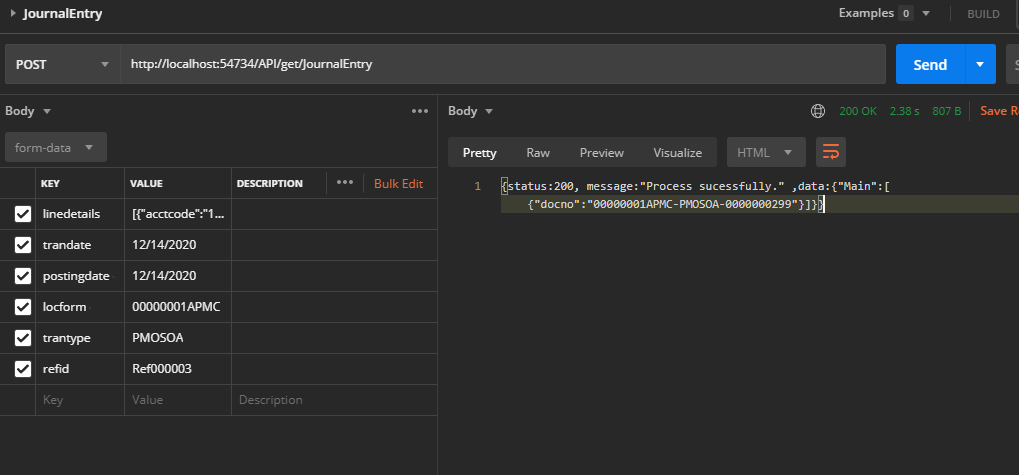 JournalEntry
Examples 0
BUILD
POST
http://localhost:54734/API/get/JournalEntry
Send
Body
Body
200 OK 2.38 s 807 B Save R
form-data
Pretty Raw Preview Visualize HTML
KEY VALUE DESCRIPTION Bulk Edit
linedetails [{"acctcode":"1...
trandate 12/14/2020
postingdate 12/14/2020
locform 00000001APMC
trantype PMOSOA
refid Ref000003
Key Value Description
1 {status:200, message:"Process sucessfully." ,data:{"Main":[
{"docno":"00000001APMC-PMOSOA-0000000299"}]}}